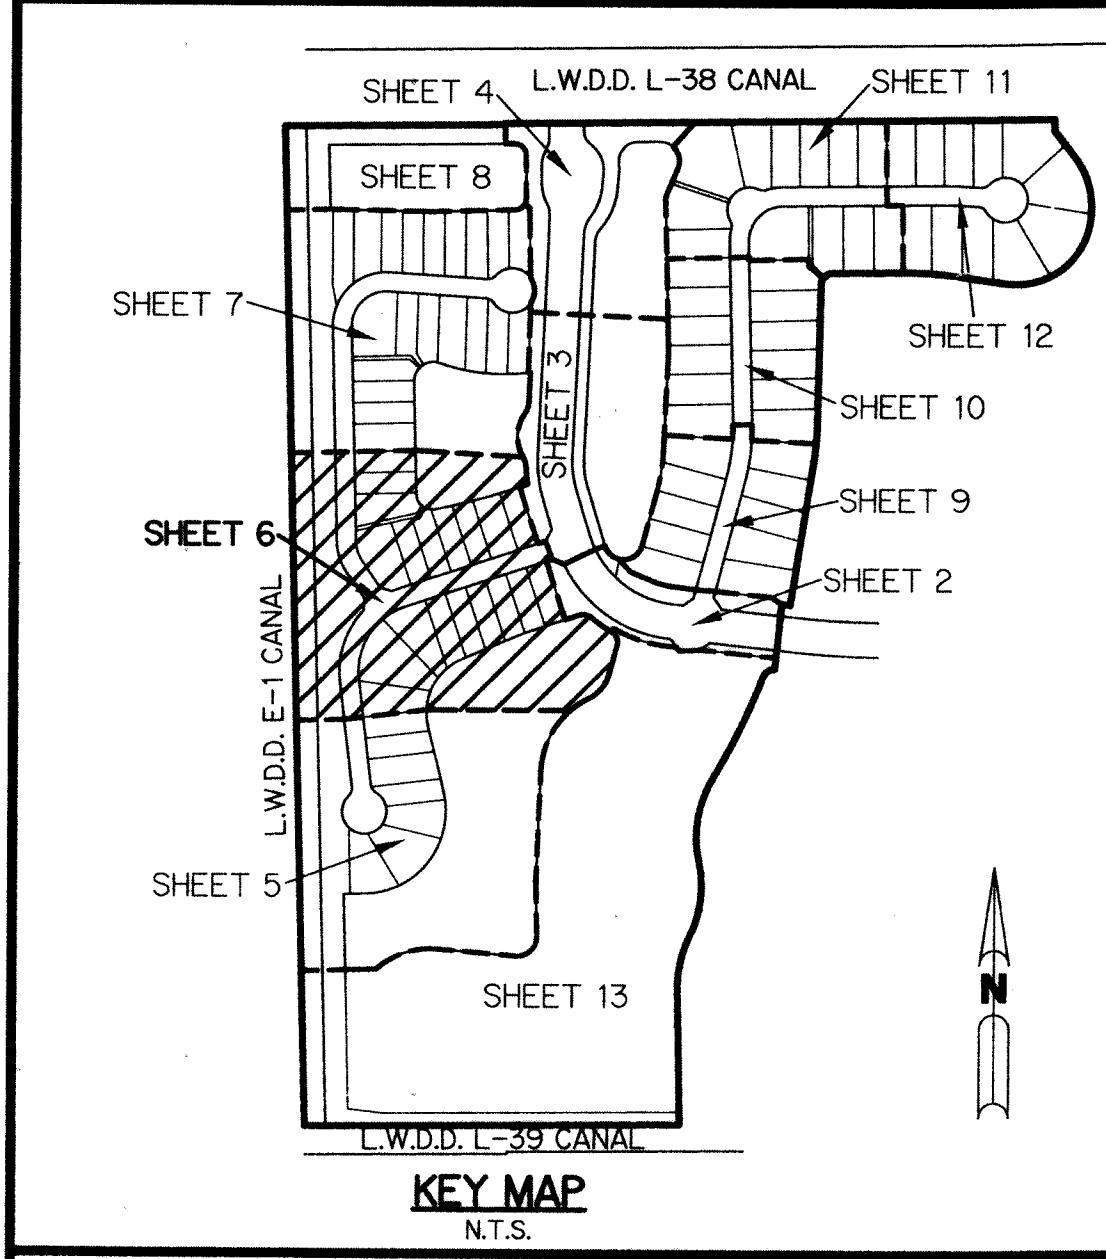 L.W.D.D. L-38 CANAL
SHEET 4
SHEET 11
SHEET 8
SHEET 7
SHEET 12
SHEET 3
SHEET 10
SHEET 9
SHEET 6
SHEET 2
L.W.D.D. E-1 CANAL
SHEET 5
SHEET 13
N
L.W.D.D. L-39 CANAL
KEY MAP
N.T.S.